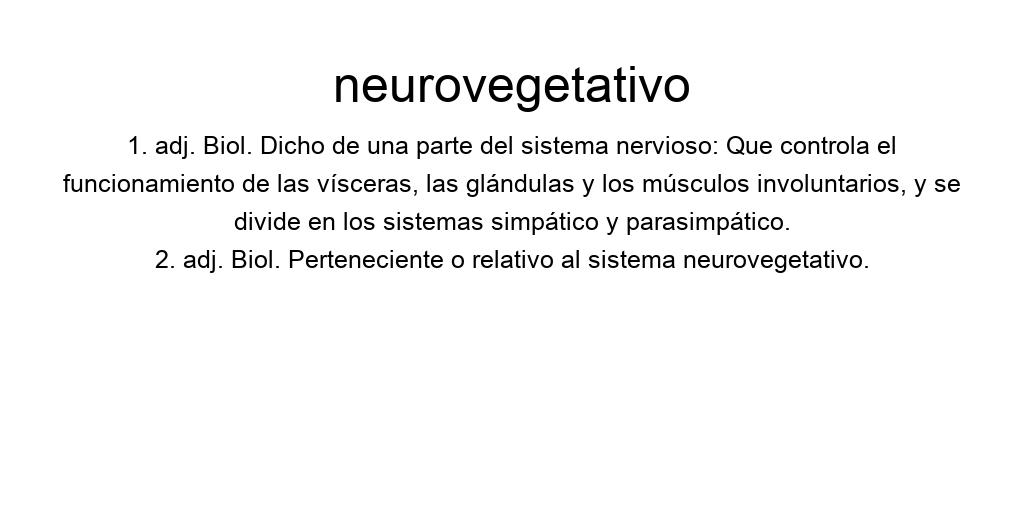 neurovegetativo
1. adj. Biol. Dicho de una parte del sistema nervioso: Que controla el
funcionamiento de las vísceras, las glándulas y los músculos involuntarios, y se
divide en los sistemas simpático y parasimpático.
2. adj. Biol. Perteneciente o relativo al sistema neurovegetativo.